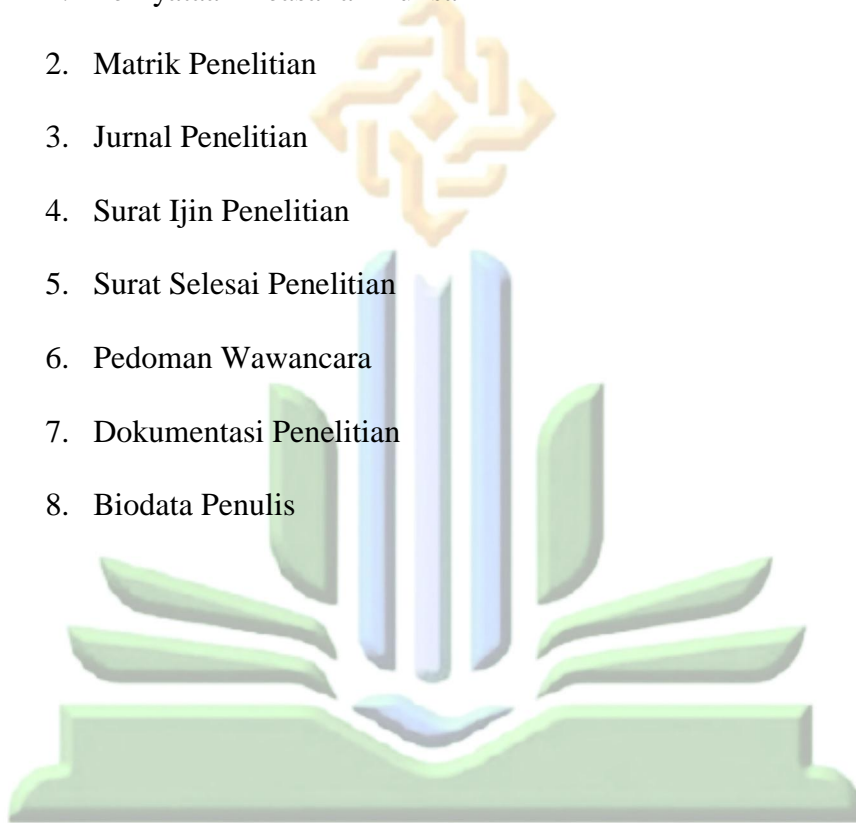 2. Matrik Penelitian
3. Jurnal Penelitian
4. Surat Ijin Penelitian
5. Surat Selesai Penelitian
6. Pedoman Wawancara
7. Dokumentasi Penelitian
8. Biodata Penulis